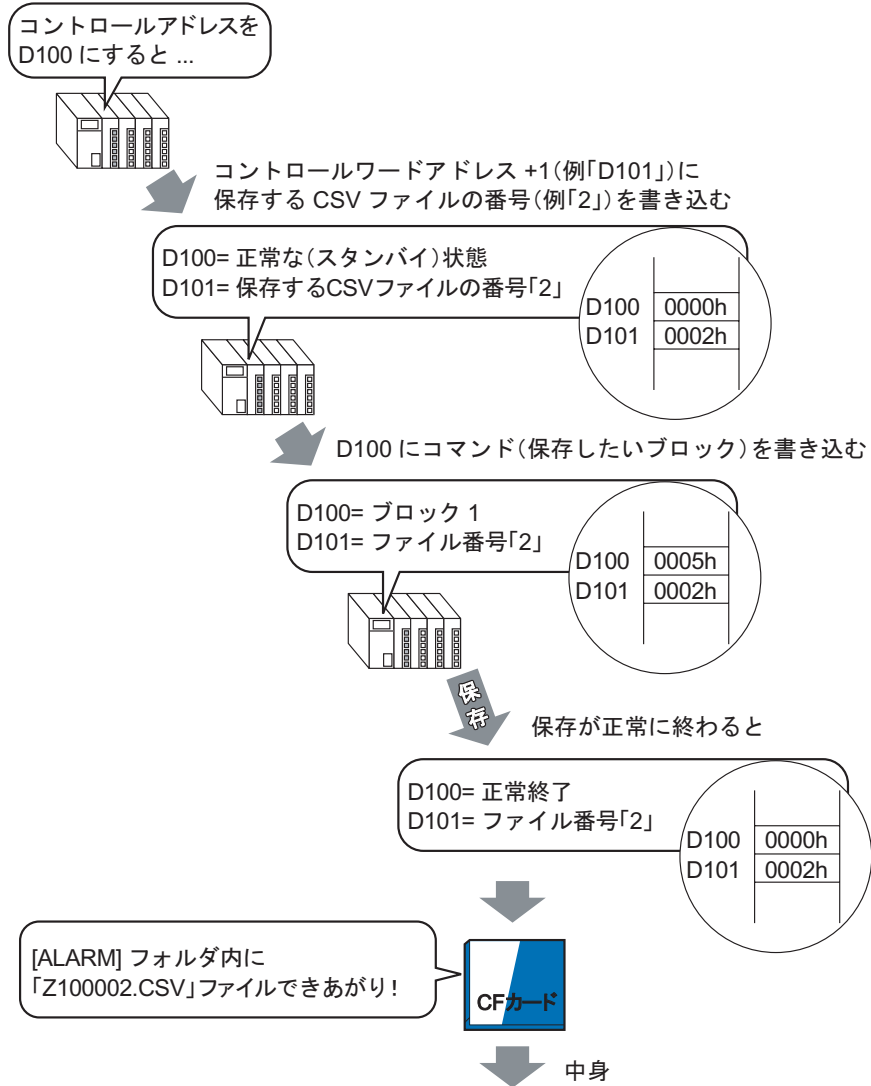 コントロールアドレスを
D100 にすると ...
コントロールワードアドレス +1（例「D101」）に
保存する CSV ファイルの番号（例「2」）を書き込む
D100= 正常な（スタンバイ）状態
D101= 保存するCSVファイルの番号「2」
D100 0000h
D101 0002h
D100 にコマンド（保存したいブロック）を書き込む
D100= ブロック 1
D101= ファイル番号「2」
D100 0005h
D101 0002h
保存
保存が正常に終わると
D100= 正常終了
D101= ファイル番号「2」
D100 0000h
D101 0002h
[ALARM] フォルダ内に
「Z100002.CSV」ファイルできあがり！
CFカード
中身